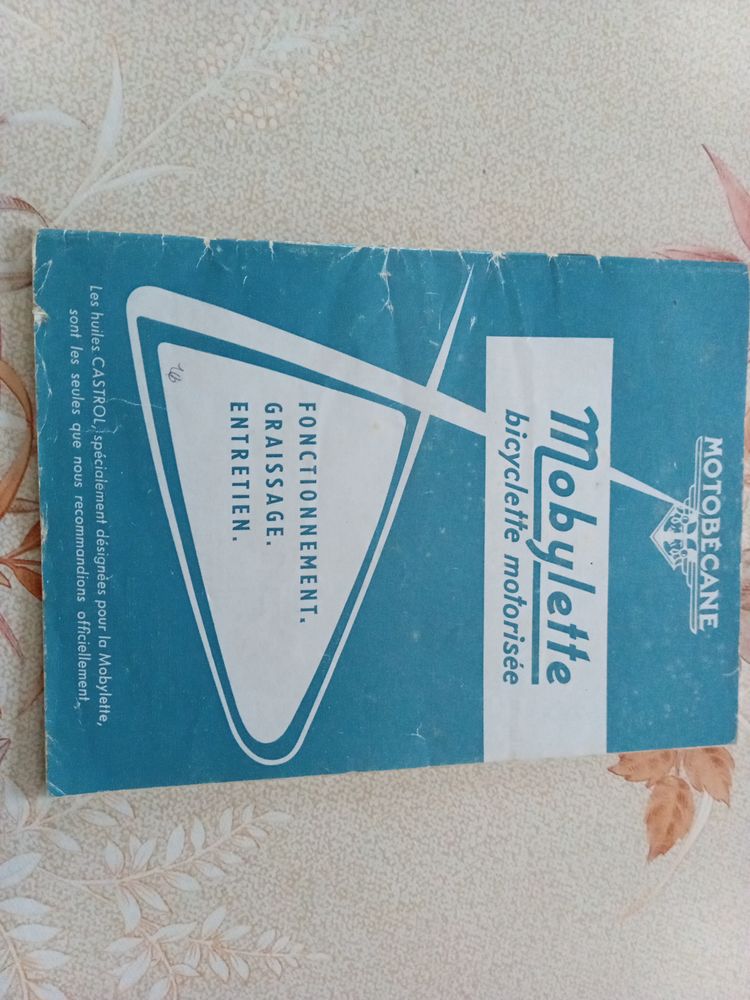 MOTOBÉCANE
Mobylette
bicyclette motorisée
FONCTIONNEMENT.
GRAISSAGE.
ENTRETIEN.
Les huiles CASTROL, spécialement désignées pour la Mobylette,
sont les seules que nous recommandions officiellement.